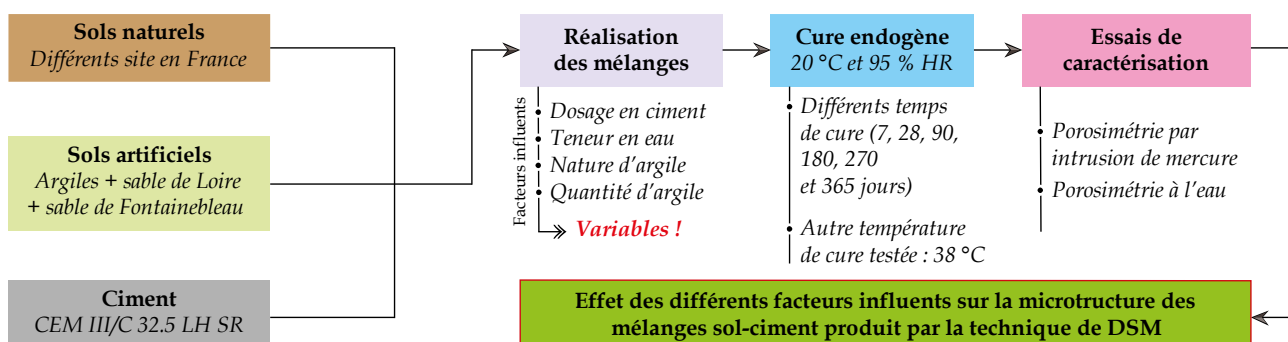 Sols naturels
Différents site en France
Sols artificiels
Argiles + sable de Loire
+ sable de Fontainebleau
Ciment
CEM III/C 32.5 LH SR
Réalisation
des mélanges
Facteurs influents
• Dosage en ciment
• Teneur en eau
• Nature d'argile
• Quantité d'argile
Variables !
Cure endogène
20 °C et 95 % HR
• Différents temps
de cure (7, 28, 90,
180, 270
et 365 jours)
• Autre température
de cure testée : 38 °C
Essais de
caractérisation
• Porosimétrie par
intrusion de mercure
• Porosimétrie à l'eau
Effet des différents facteurs influents sur la microtructure des
mélanges sol-ciment produit par la technique de DSM